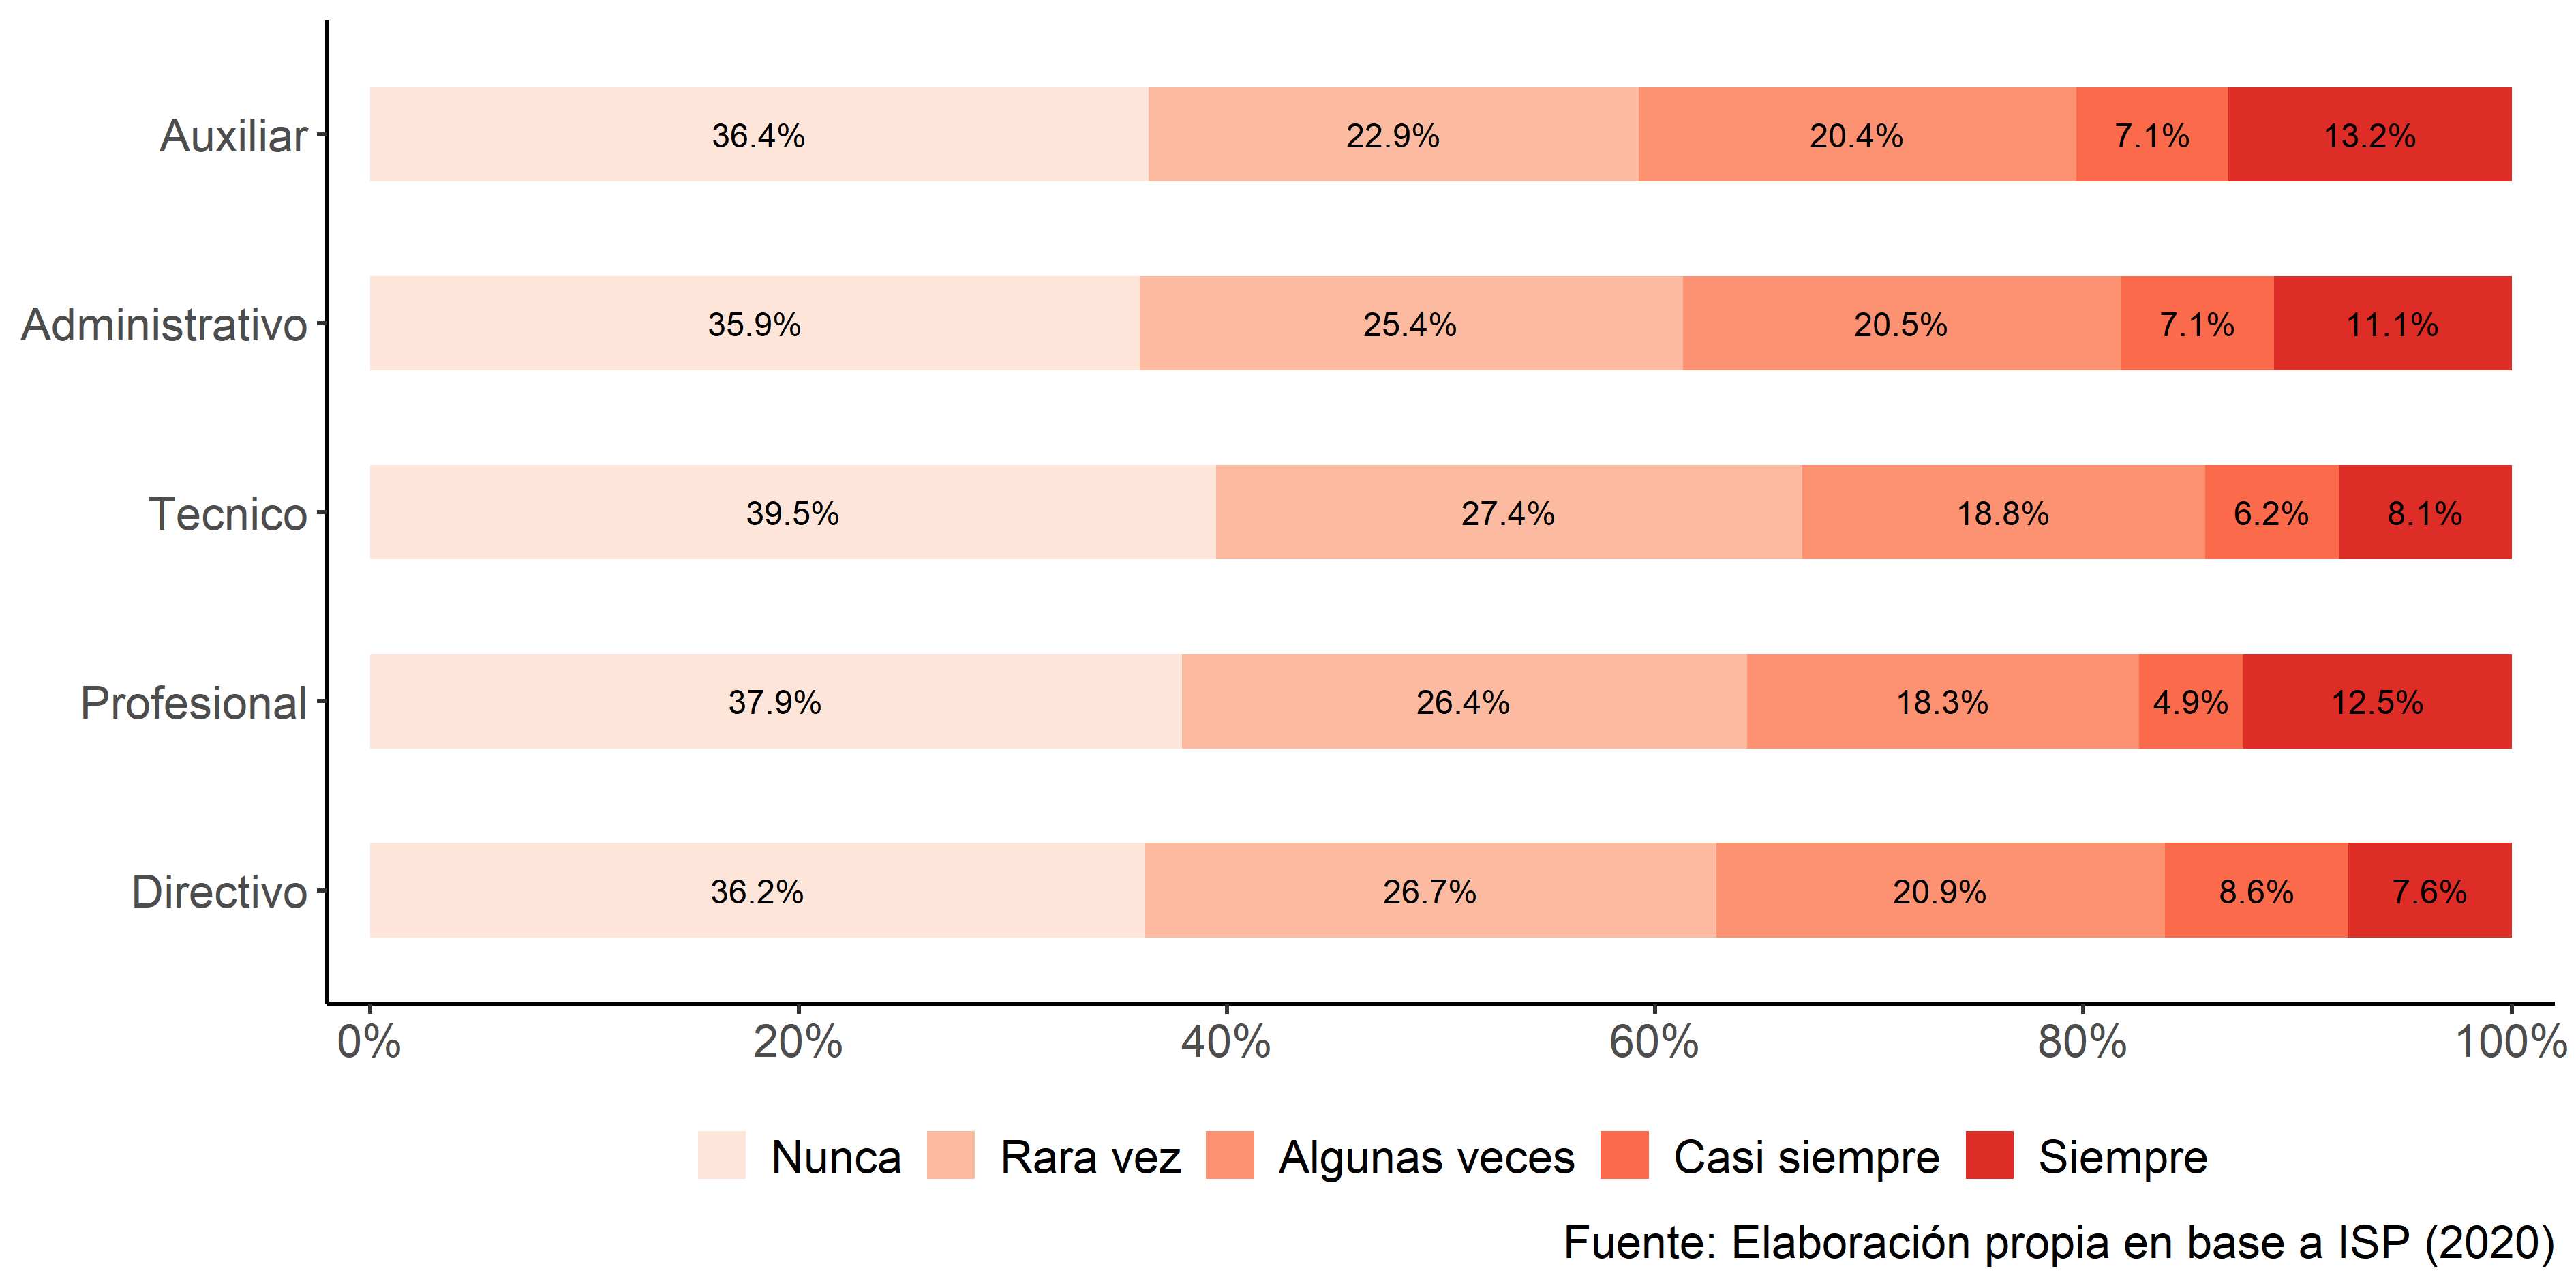 Auxiliar 36.4% 22.9% 20.4% 7.1% 13.2%
Administrativo 35.9% 25.4% 20.5% 7.1% 11.1%
Tecnico 39.5% 27.4% 18.8% 6.2% 8.1%
Profesional 37.9% 26.4% 18.3% 4.9% 12.5%
Directivo 36.2% 26.7% 20.9% 8.6% 7.6%
0% 20% 40% 60% 80% 100%
Nunca Rara vez Algunas veces Casi siempre Siempre
Fuente: Elaboración propia en base a ISP (2020)